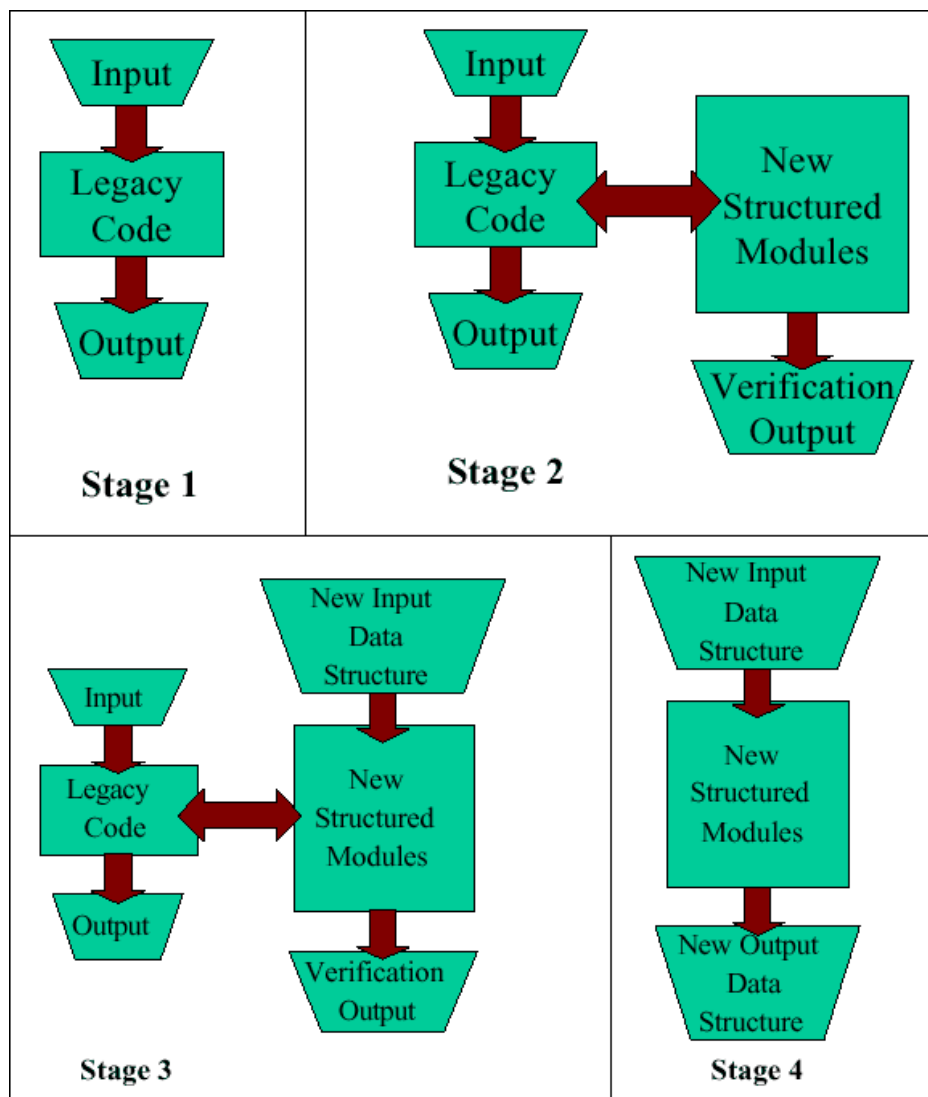 Input
Legacy
Code
Output
Stage 1
Input
Legacy
Code
Output
New
Structured
Modules
Verification
Output
Stage 2
New Input
Data
Structure
Input
Legacy
Code
Output
New
Structured
Modules
Verification
Output
Stage 3
New Input
Data
Structure
New
Structured
Modules
New Output
Data
Structure
Stage 4